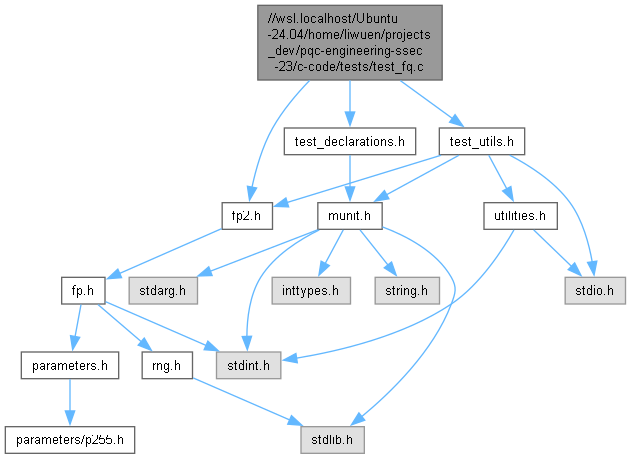 //wsl.localhost/Ubuntu
-24.04/home/liwuen/projects
_dev/pqc-engineering-ssec
-23/c-code/tests/test_fq.c
test_declarations.h
test_utils.h
fp2.h
munit.h
utilities.h
fp.h
stdarg.h
inttypes.h
string.h
stdio.h
parameters.h
rng.h
stdint.h
parameters/p255.h
stdlib.h